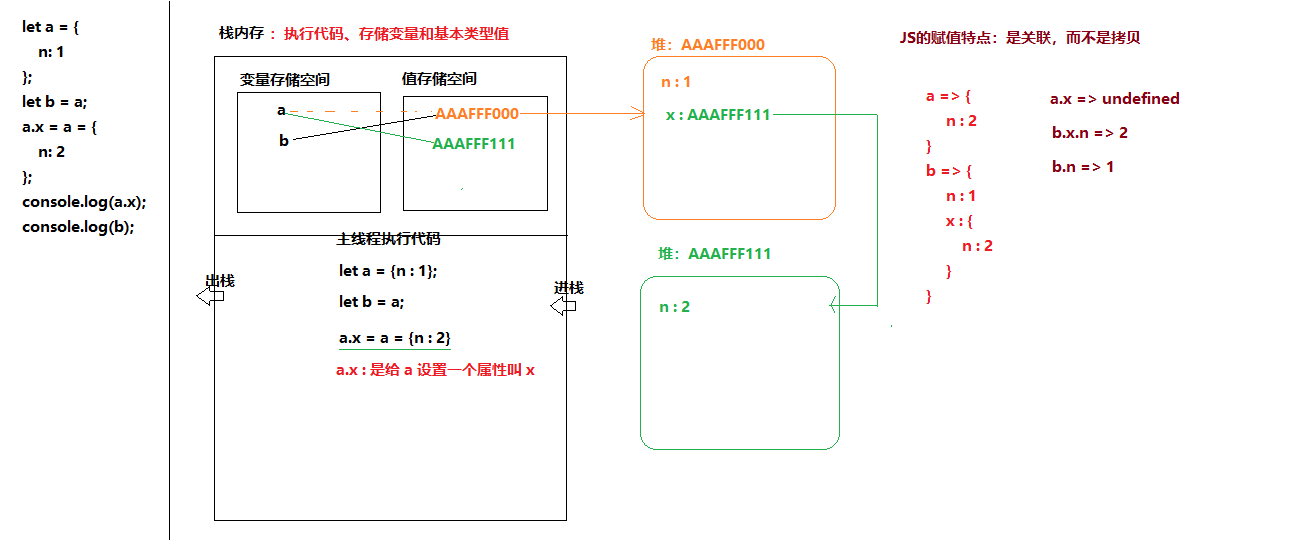 let a = {
n: 1
};
let b = a;
a.x = a = {
n: 2
};
console.log(a.x);
console.log(b);
栈内存 ：执行代码、存储变量和基本类型值
变量存储空间
值存储空间
a
b
AAAFFF000
AAAFFF111
主线程执行代码
let a = {n : 1};
let b = a;
a.x = a = {n : 2}
a.x : 是给 a 设置一个属性叫 x
出栈
进栈
堆：AAAFFF000
n : 1
x : AAAFFF111
堆：AAAFFF111
n : 2
JS的赋值特点：是关联，而不是拷贝
a => {
n : 2
}
b => {
n : 1
x : {
n : 2
}
}
a.x => undefined
b.x.n => 2
b.n => 1